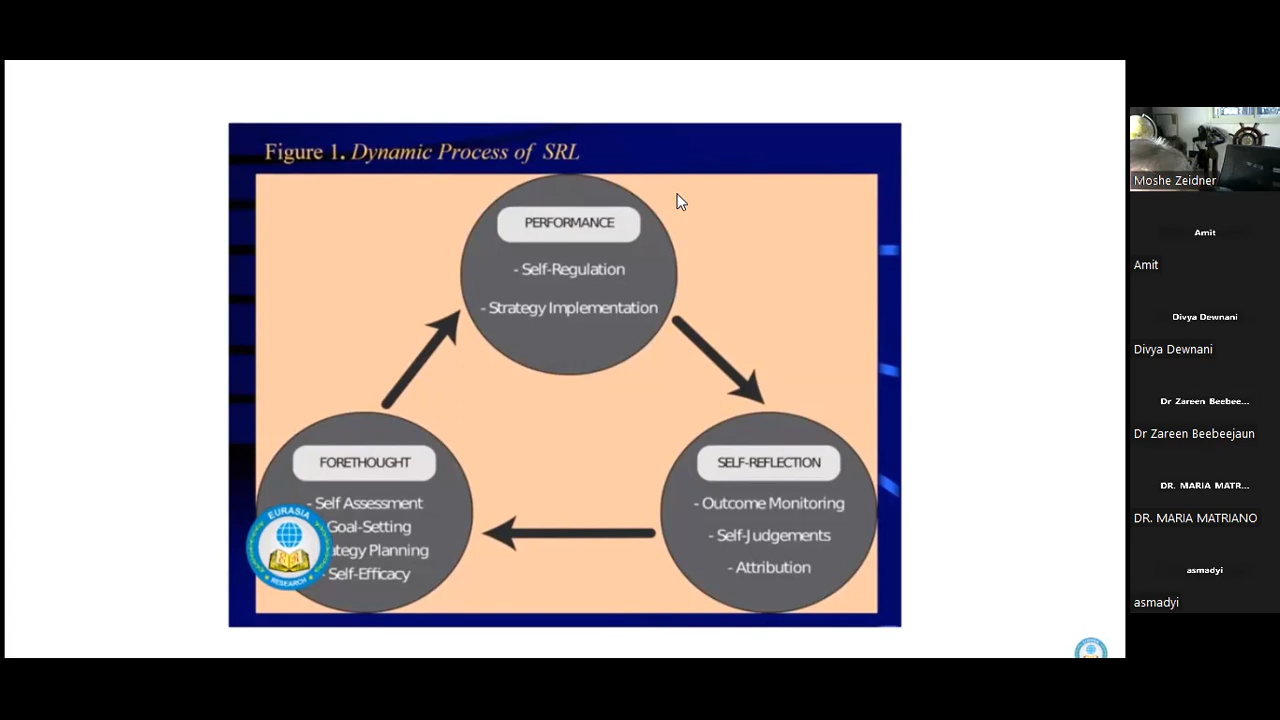 Figure 1. Dynamic Process of SRL
PERFORMANCE
- Self-Regulation
- Strategy Implementation
FORETHOUGHT
- Self Assessment
Goal-Setting
ategy Planning
- Self-Efficacy
SELF-REFLECTION
- Outcome Monitoring
- Self-Judgements
- Attribution
EURASIA
RESEARCH
Moshe Zeidner
Amit
Amit
Divya Dewnani
Divya Dewnani
Dr Zareen Beebee...
Dr Zareen Beebeejaun
DR. MARIA MATR...
DR. MARIA MATRIANO
asmadyi
asmadyi